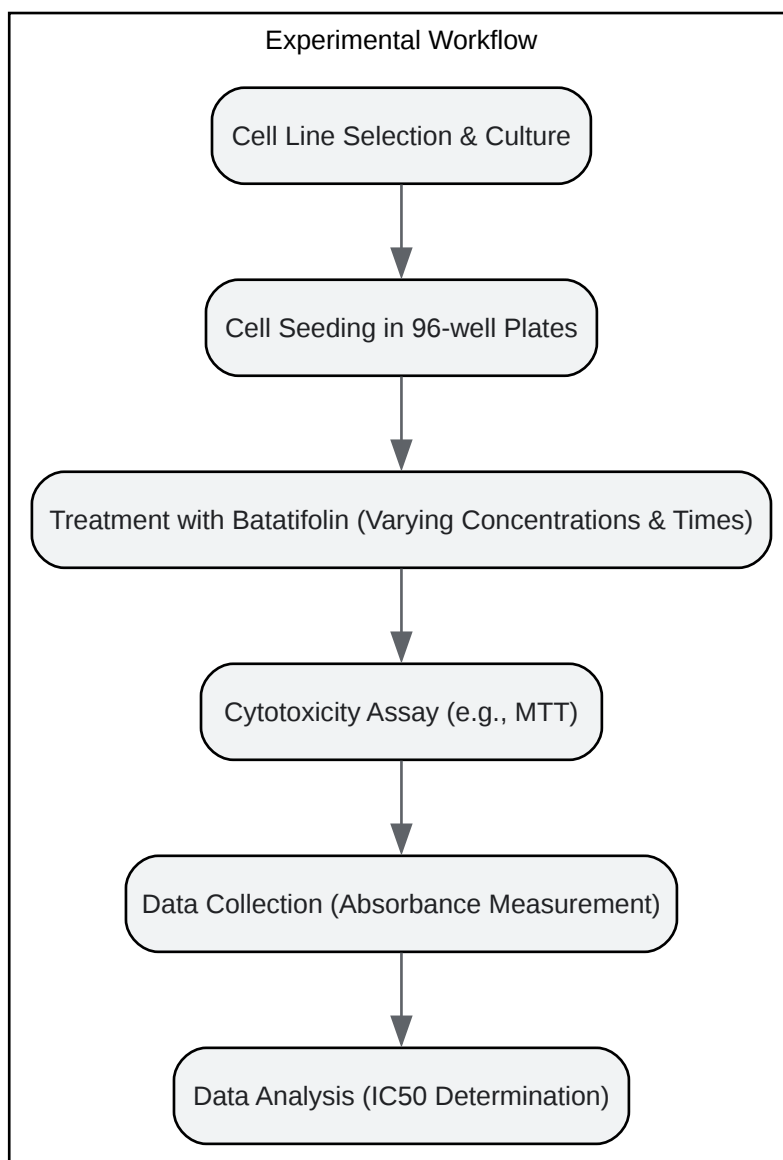 Experimental Workflow
Cell Line Selection & Culture
Cell Seeding in 96-well Plates
Treatment with Batatifolin (Varying Concentrations & Times)
Cytotoxicity Assay (e.g., MTT)
Data Collection (Absorbance Measurement)
Data Analysis (IC50 Determination)